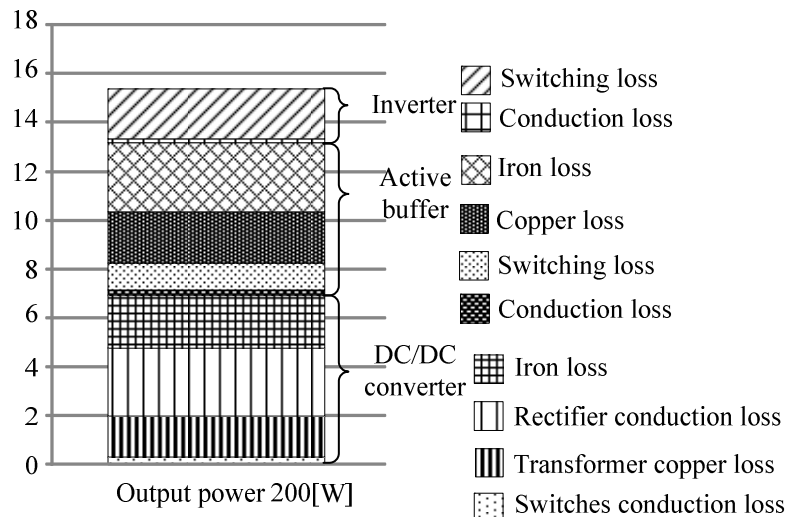 18
16
14
12
10
8
6
4
2
0
Output power 200[W]
Inverter
Active
buffer
DC/DC
converter
Switching loss
Conduction loss
Iron loss
Copper loss
Switching loss
Conduction loss
Iron loss
Rectifier conduction loss
Transformer copper loss
Switches conduction loss